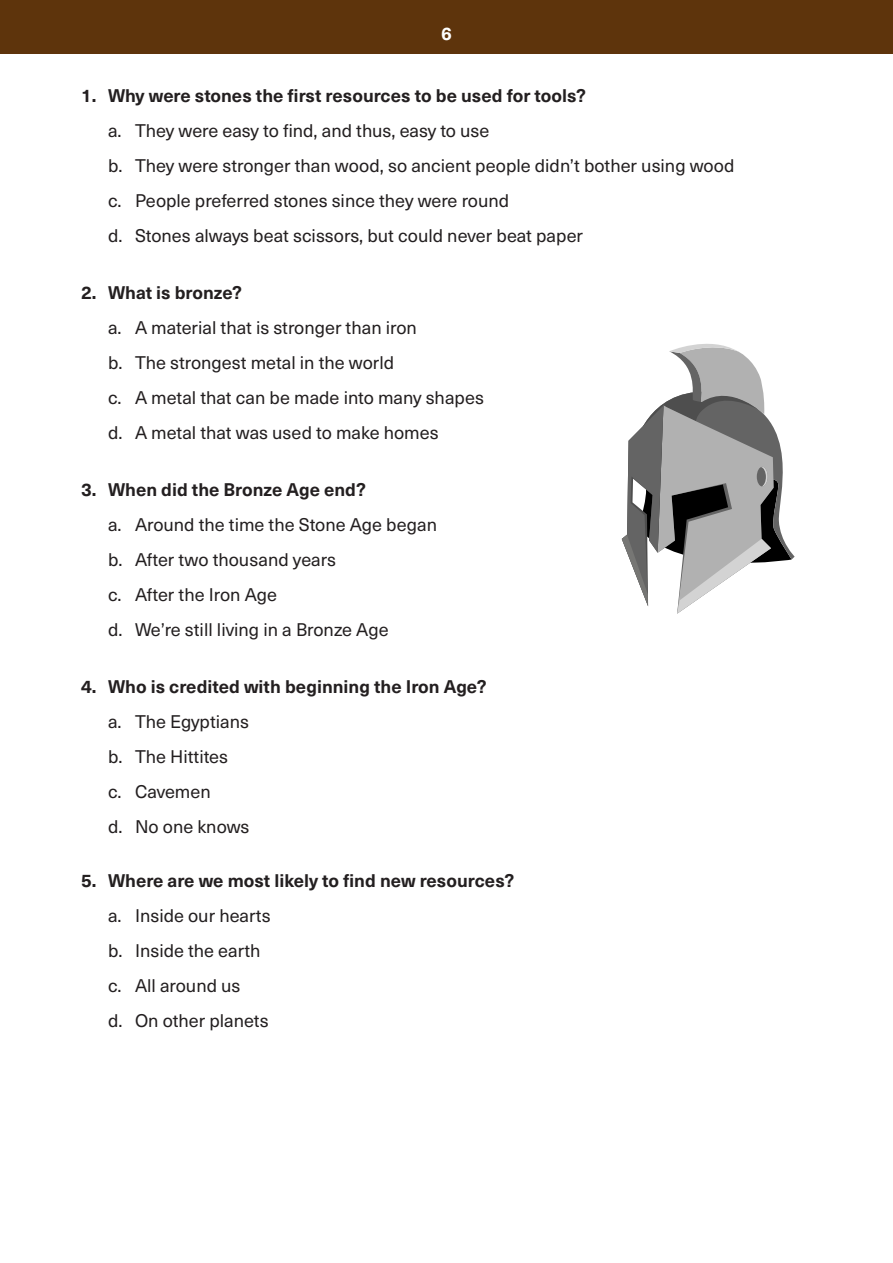 6
1. Why were stones the first resources to be used for tools?
a. They were easy to find, and thus, easy to use
b. They were stronger than wood, so ancient people didn’t bother using wood
c. People preferred stones since they were round
d. Stones always beat scissors, but could never beat paper
2. What is bronze?
a. A material that is stronger than iron
b. The strongest metal in the world
c. A metal that can be made into many shapes
d. A metal that was used to make homes
3. When did the Bronze Age end?
a. Around the time the Stone Age began
b. After two thousand years
c. After the Iron Age
d. We’re still living in a Bronze Age
4. Who is credited with beginning the Iron Age?
a. The Egyptians
b. The Hittites
c. Cavemen
d. No one knows
5. Where are we most likely to find new resources?
a. Inside our hearts
b. Inside the earth
c. All around us
d. On other planets